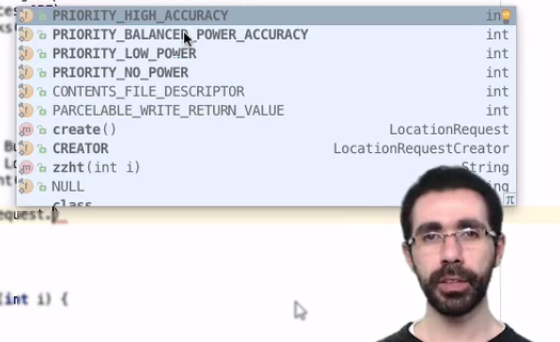 PRIORITY_HIGH_ACCURACY in
PRIORITY_BALANCED_POWER_ACCURACY int
PRIORITY_LOW_POWER int
PRIORITY_NO_POWER int
CONTENTS_FILE_DESCRIPTOR int
PARCELABLE_WRITE_RETURN_VALUE int
create() LocationRequest
CREATOR LocationRequestCreator
zzht(int i) String
NULL ng
class
equest.
(int i) {